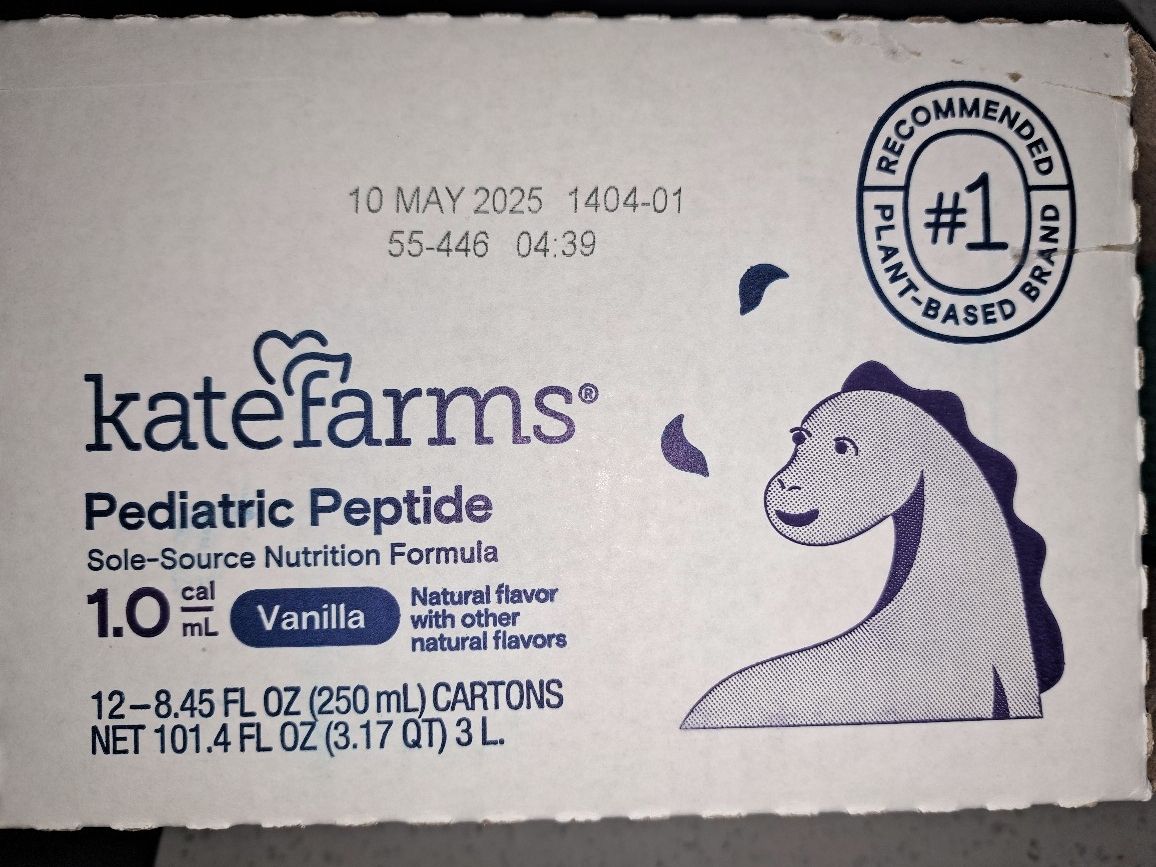 10 MAY 2025 1404-01
55-446 04:39
RECOMMENDED
#1
PLANT-BASED BRAND
katefarms®
Pediatric Peptide
Sole-Source Nutrition Formula
1.0 cal/mL Vanilla
Natural flavor
with other
natural flavors
12–8.45 FL OZ (250 mL) CARTONS
NET 101.4 FL OZ (3.17 QT) 3 L.